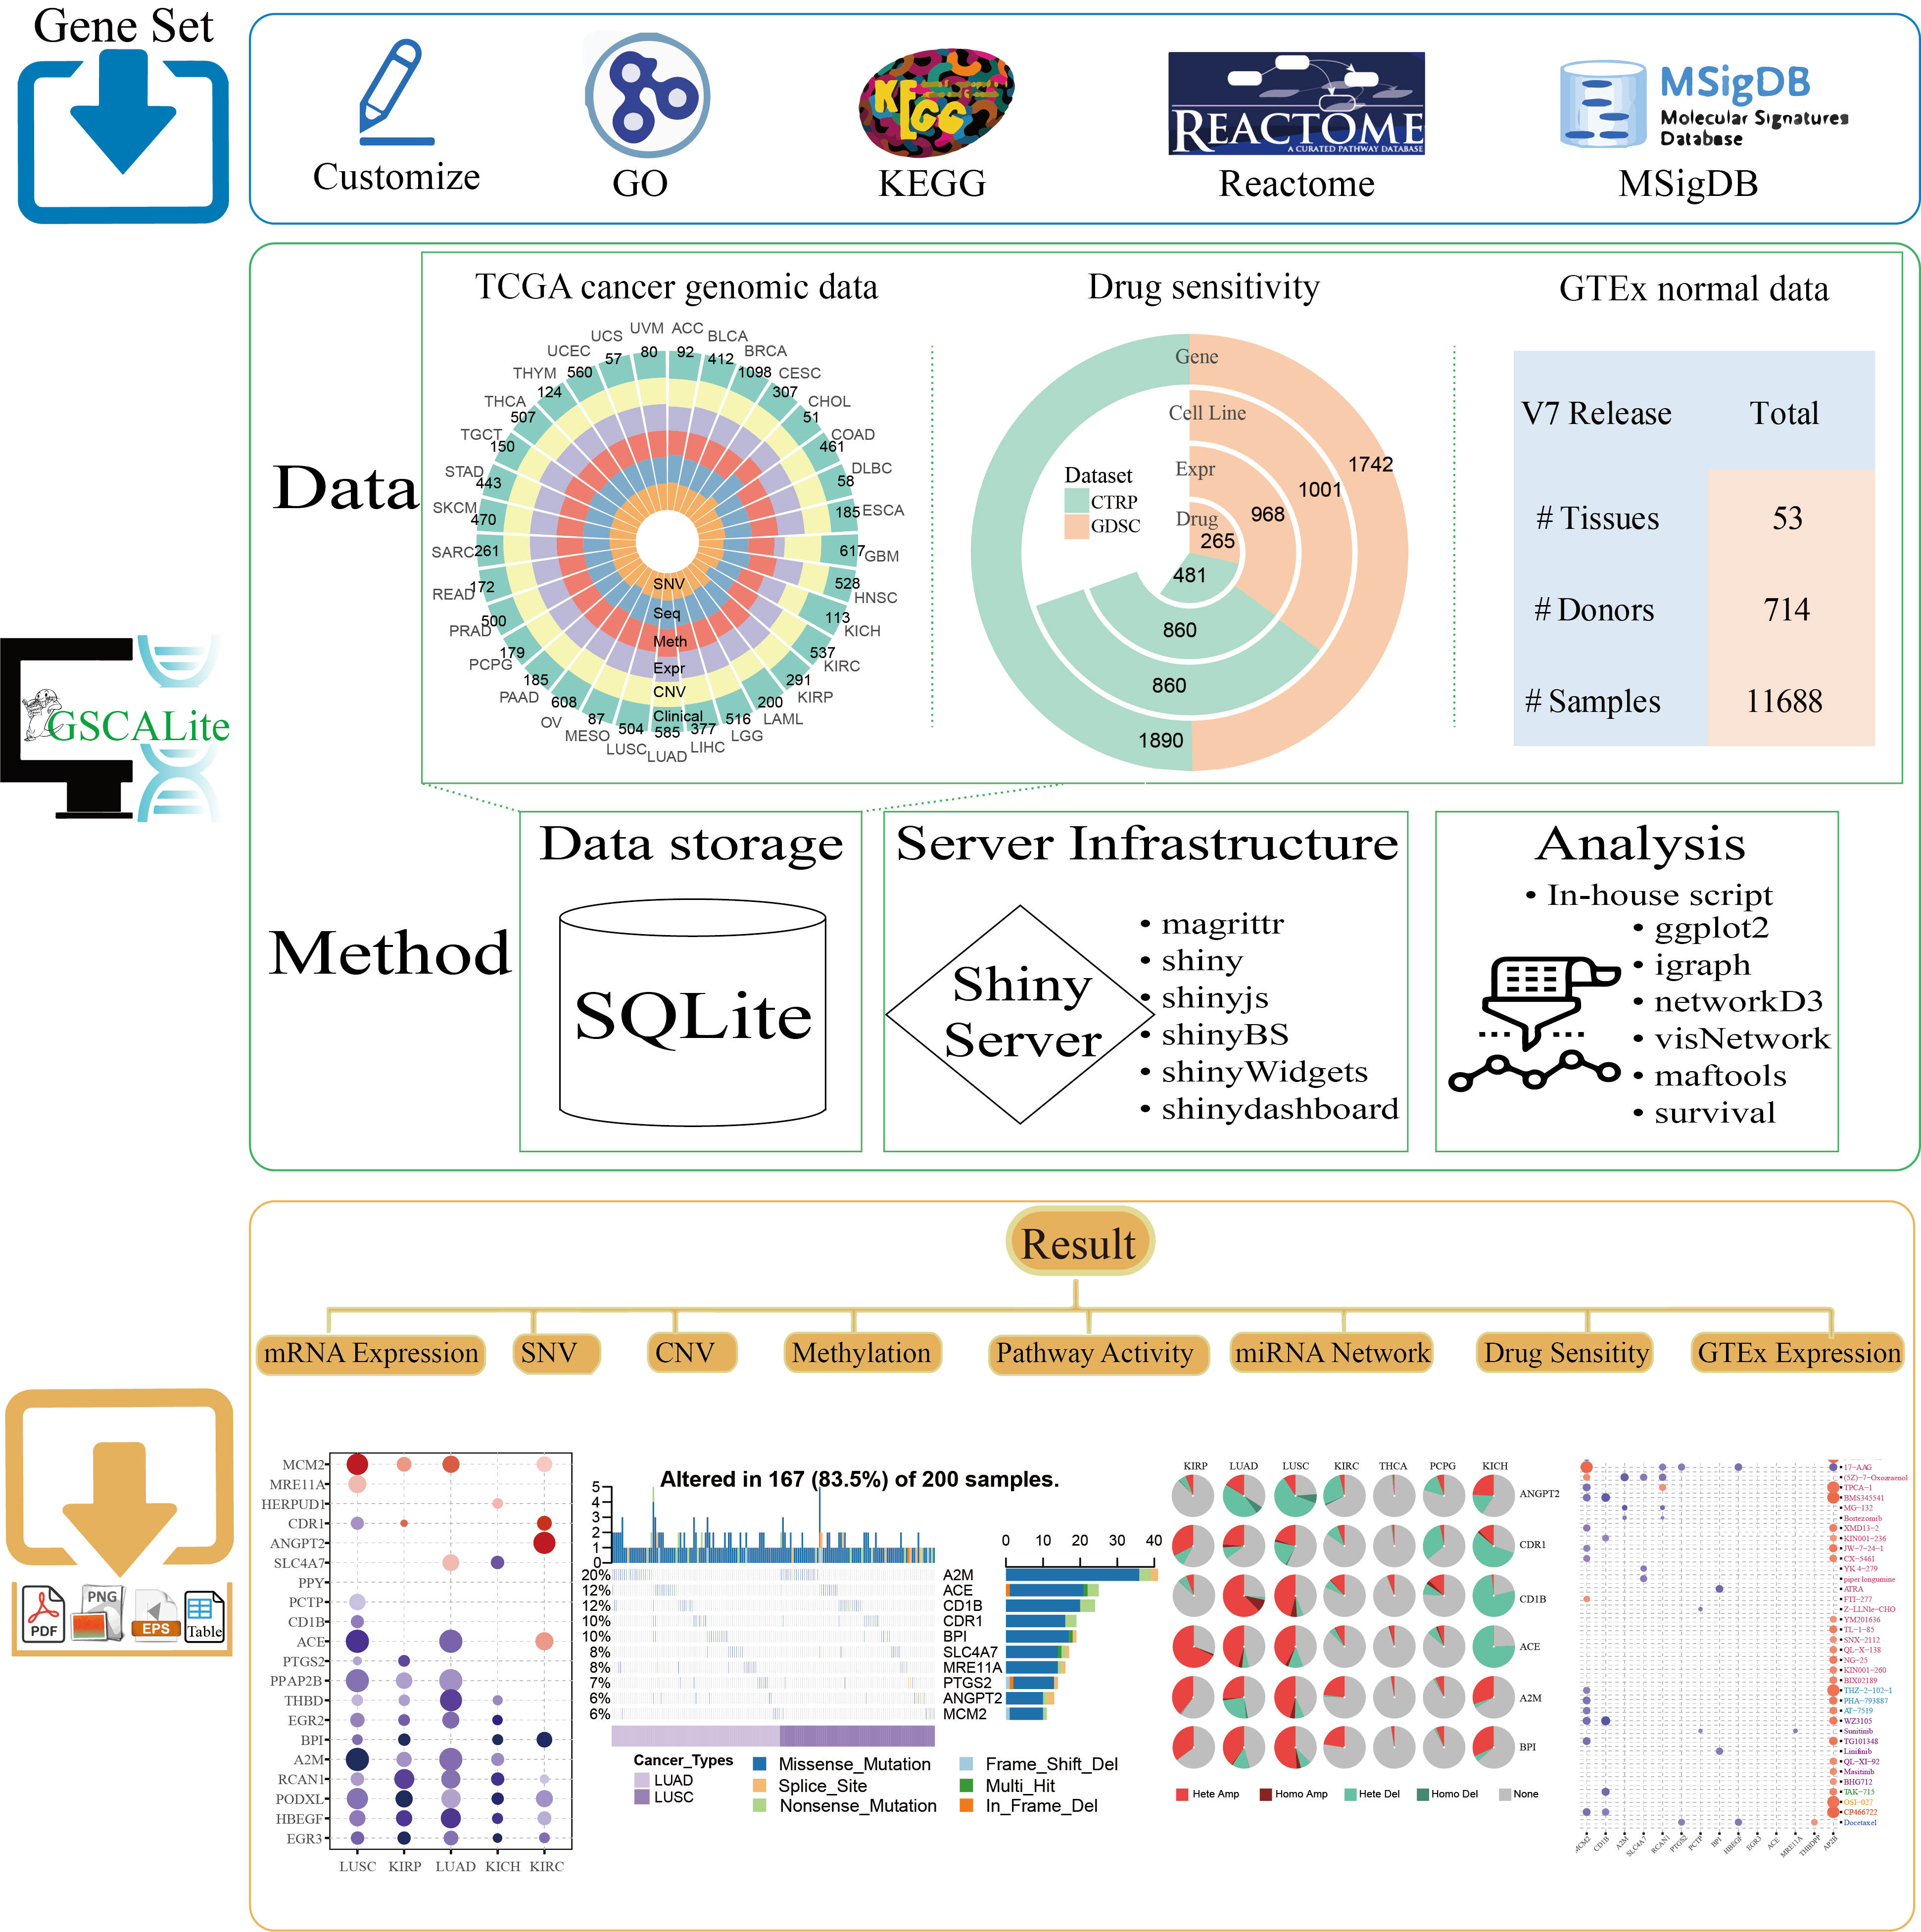 Gene Set
Customize
GO
KEGG
KEGG
REACTOME
A CURATED PATHWAY DATABASE
Reactome
MSigDB
Molecular Signatures
Database
MSigDB
GSCALite
Data
TCGA cancer genomic data
UVM 80
ACC 92
BLCA 412
BRCA 1098
CESC 307
CHOL 51
COAD 461
DLBC 58
ESCA 185
GBM 617
HNSC 528
KICH 113
KIRC 537
KIRP 291
LAML 200
LGG 516
LIHC 377
LUAD 585
LUSC 504
MESO 87
OV 608
PAAD 185
PCPG 179
PRAD 500
READ 172
SARC 261
SKCM 470
STAD 443
TGCT 150
THCA 507
THYM 124
UCEC 560
UCS 57
SNV
Seq
Meth
Expr
CNV
Clinical
Drug sensitivity
Gene
Cell Line
Expr
Drug
Dataset
CTRP
GDSC
1742
1001
968
265
481
860
860
1890
GTEx normal data
V7 Release Total
# Tissues 53
# Donors 714
# Samples 11688
Method
Data storage
SQLite
Server Infrastructure
Shiny
Server
• magrittr
• shiny
• shinyjs
• shinyBS
• shinyWidgets
• shinydashboard
Analysis
• In-house script
• ggplot2
• igraph
• networkD3
• visNetwork
• maftools
• survival
Result
mRNA Expression
SNV
CNV
Methylation
Pathway Activity
miRNA Network
Drug Sensitity
GTEx Expression
PDF
PNG
EPS
Table
MCM2
MRE11A
HERPUD1
CDR1
ANGPT2
SLC4A7
PPY
PCTP
CD1B
ACE
PTGS2
PPAP2B
THBD
EGR2
BPI
A2M
RCAN1
PODXL
HBEGF
EGR3
LUSC KIRP LUAD KICH KIRC
Altered in 167 (83.5%) of 200 samples.
5
4
3
2
1
0
0 10 20 30 40
20% A2M
12% ACE
12% CD1B
10% CDR1
10% BPI
8% SLC4A7
8% MRE11A
7% PTGS2
6% ANGPT2
6% MCM2
Cancer_Types
LUAD
LUSC
Missense_Mutation
Splice_Site
Nonsense_Mutation
Frame_Shift_Del
Multi_Hit
In_Frame_Del
KIRP LUAD LUSC KIRC THCA PCPG KICH
ANGPT2
CDR1
CD1B
ACE
A2M
BPI
Hete Amp Homo Amp Hete Del Homo Del None
17-AAG
(5Z)-7-Oxozeaenol
TPCA-1
BMS345541
MG-132
Bortezomib
XMD13-2
KIN001-236
JW-7-24-1
CX-5461
YK 4-279
piperlongumine
ATRA
FTI-277
Z-LLNle-CHO
YM201636
TL-1-85
SNX-2112
QL-X-138
NG-25
KIN001-260
BIX02189
THZ-2-102-1
PHA-793887
AT-7519
WZ3105
Sunitinib
TG101348
Linifinib
QL-XI-92
Masitinib
BHG712
TAK-715
OSI-027
CP466722
Docetaxel
MCM2 CD1B A2M SLC4A7 RCAN1 PTGS2 PCTP BPI HBEGF EGR3 ACE MRE11A